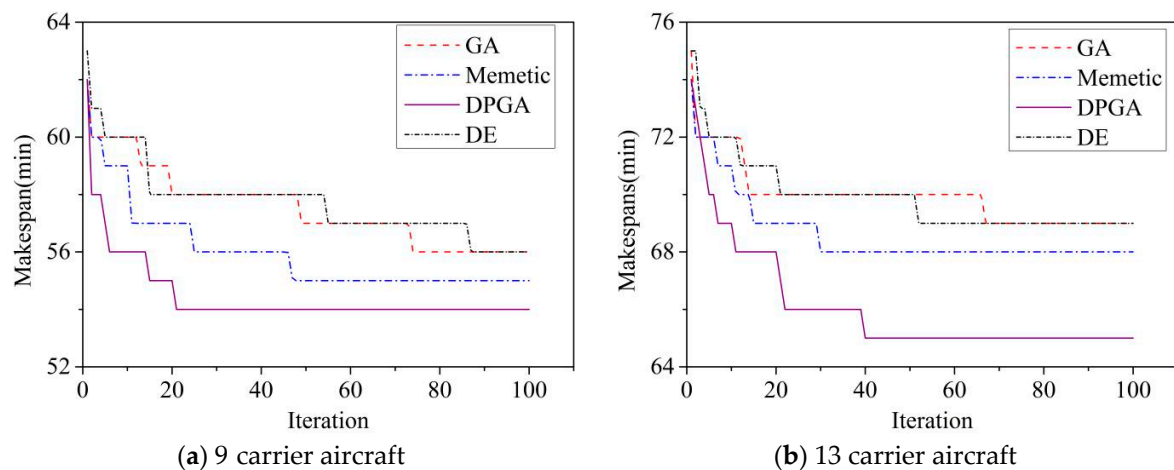 64
60
56
52
Makespan(min)
GA
Memetic
DPGA
DE
0
20
40
60
80
100
Iteration
(a) 9 carrier aircraft
76
72
68
64
Makespans(min)
GA
Memetic
DPGA
DE
0
20
40
60
80
100
Iteration
(b) 13 carrier aircraft